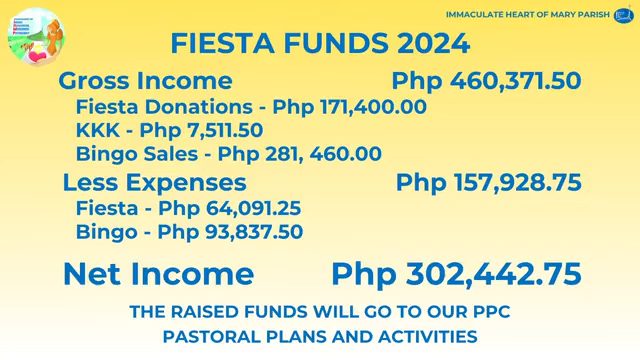 IMMACULATE HEART OF MARY PARISH
FIESTA FUNDS 2024
Gross Income Php 460,371.50
Fiesta Donations - Php 171,400.00
KKK - Php 7,511.50
Bingo Sales - Php 281, 460.00
Less Expenses Php 157,928.75
Fiesta - Php 64,091.25
Bingo - Php 93,837.50
Net Income Php 302,442.75
THE RAISED FUNDS WILL GO TO OUR PPC
PASTORAL PLANS AND ACTIVITIES